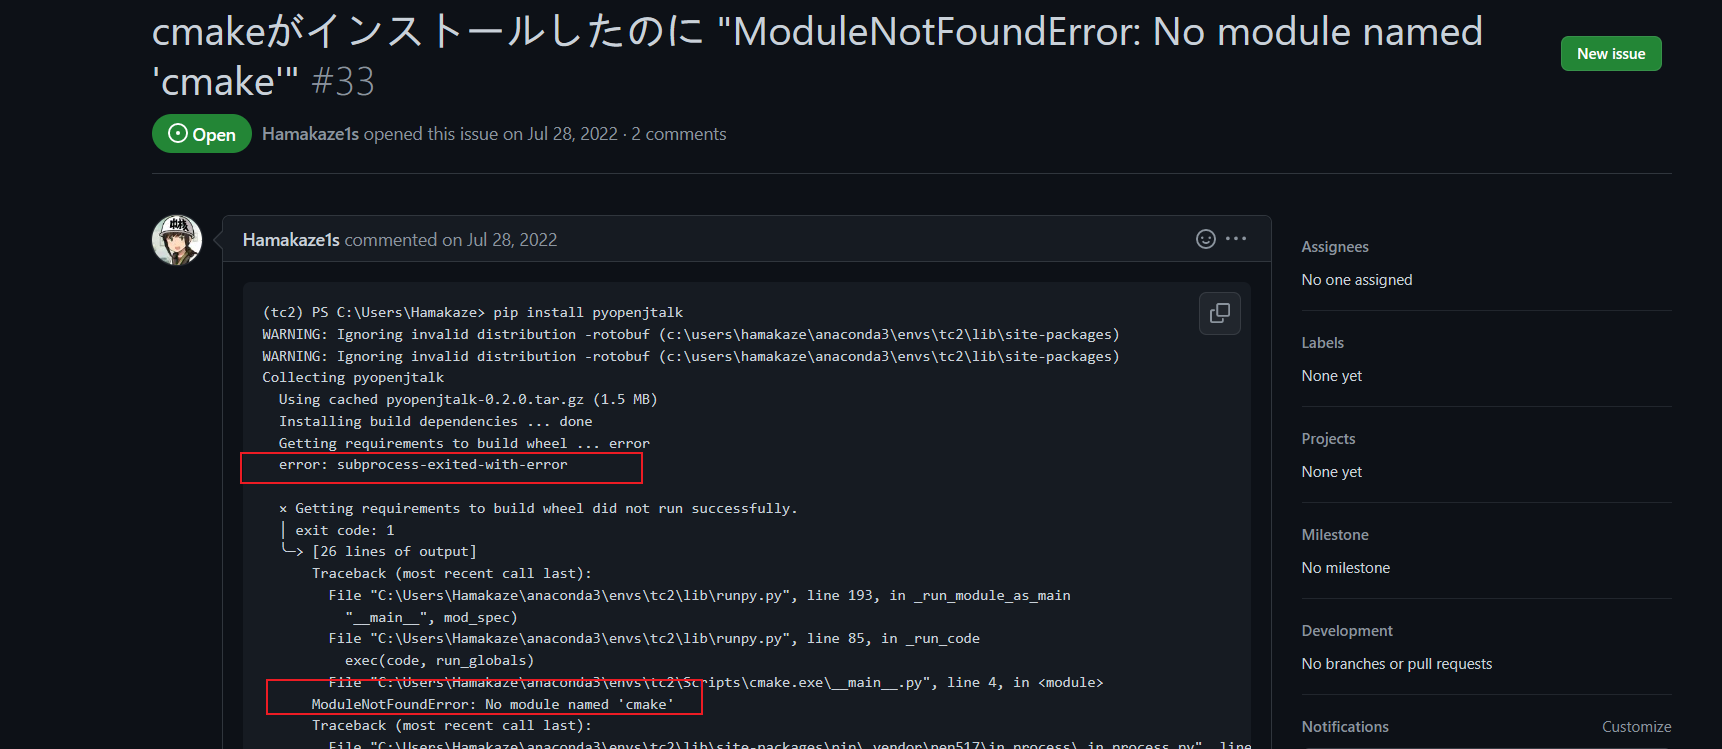 cmakeがインストールしたのに "ModuleNotFoundError: No module named
'cmake'" #33
New issue
Open Hamakaze1s opened this issue on Jul 28, 2022 · 2 comments
Hamakaze1s commented on Jul 28, 2022
(tc2) PS C:\Users\Hamakaze> pip install pyopenjtalk
WARNING: Ignoring invalid distribution -rotobuf (c:\users\hamakaze\anaconda3\envs\tc2\lib\site-packages)
WARNING: Ignoring invalid distribution -rotobuf (c:\users\hamakaze\anaconda3\envs\tc2\lib\site-packages)
Collecting pyopenjtalk
Using cached pyopenjtalk-0.2.0.tar.gz (1.5 MB)
Installing build dependencies ... done
Getting requirements to build wheel ... error
error: subprocess-exited-with-error
× Getting requirements to build wheel did not run successfully.
│ exit code: 1
╰─> [26 lines of output]
Traceback (most recent call last):
File "C:\Users\Hamakaze\anaconda3\envs\tc2\lib\runpy.py", line 193, in _run_module_as_main
"__main__", mod_spec)
File "C:\Users\Hamakaze\anaconda3\envs\tc2\lib\runpy.py", line 85, in _run_code
exec(code, run_globals)
File "C:\Users\Hamakaze\anaconda3\envs\tc2\Scripts\cmake.exe\__main__.py", line 4, in <module>
ModuleNotFoundError: No module named 'cmake'
Traceback (most recent call last):
File "C:\Users\Hamakaze\anaconda3\envs\tc2\lib\site-packages\pip\_vendor\pep517\in_process\_in_process.py", line
Assignees
No one assigned
Labels
None yet
Projects
None yet
Milestone
No milestone
Development
No branches or pull requests
Notifications
Customize